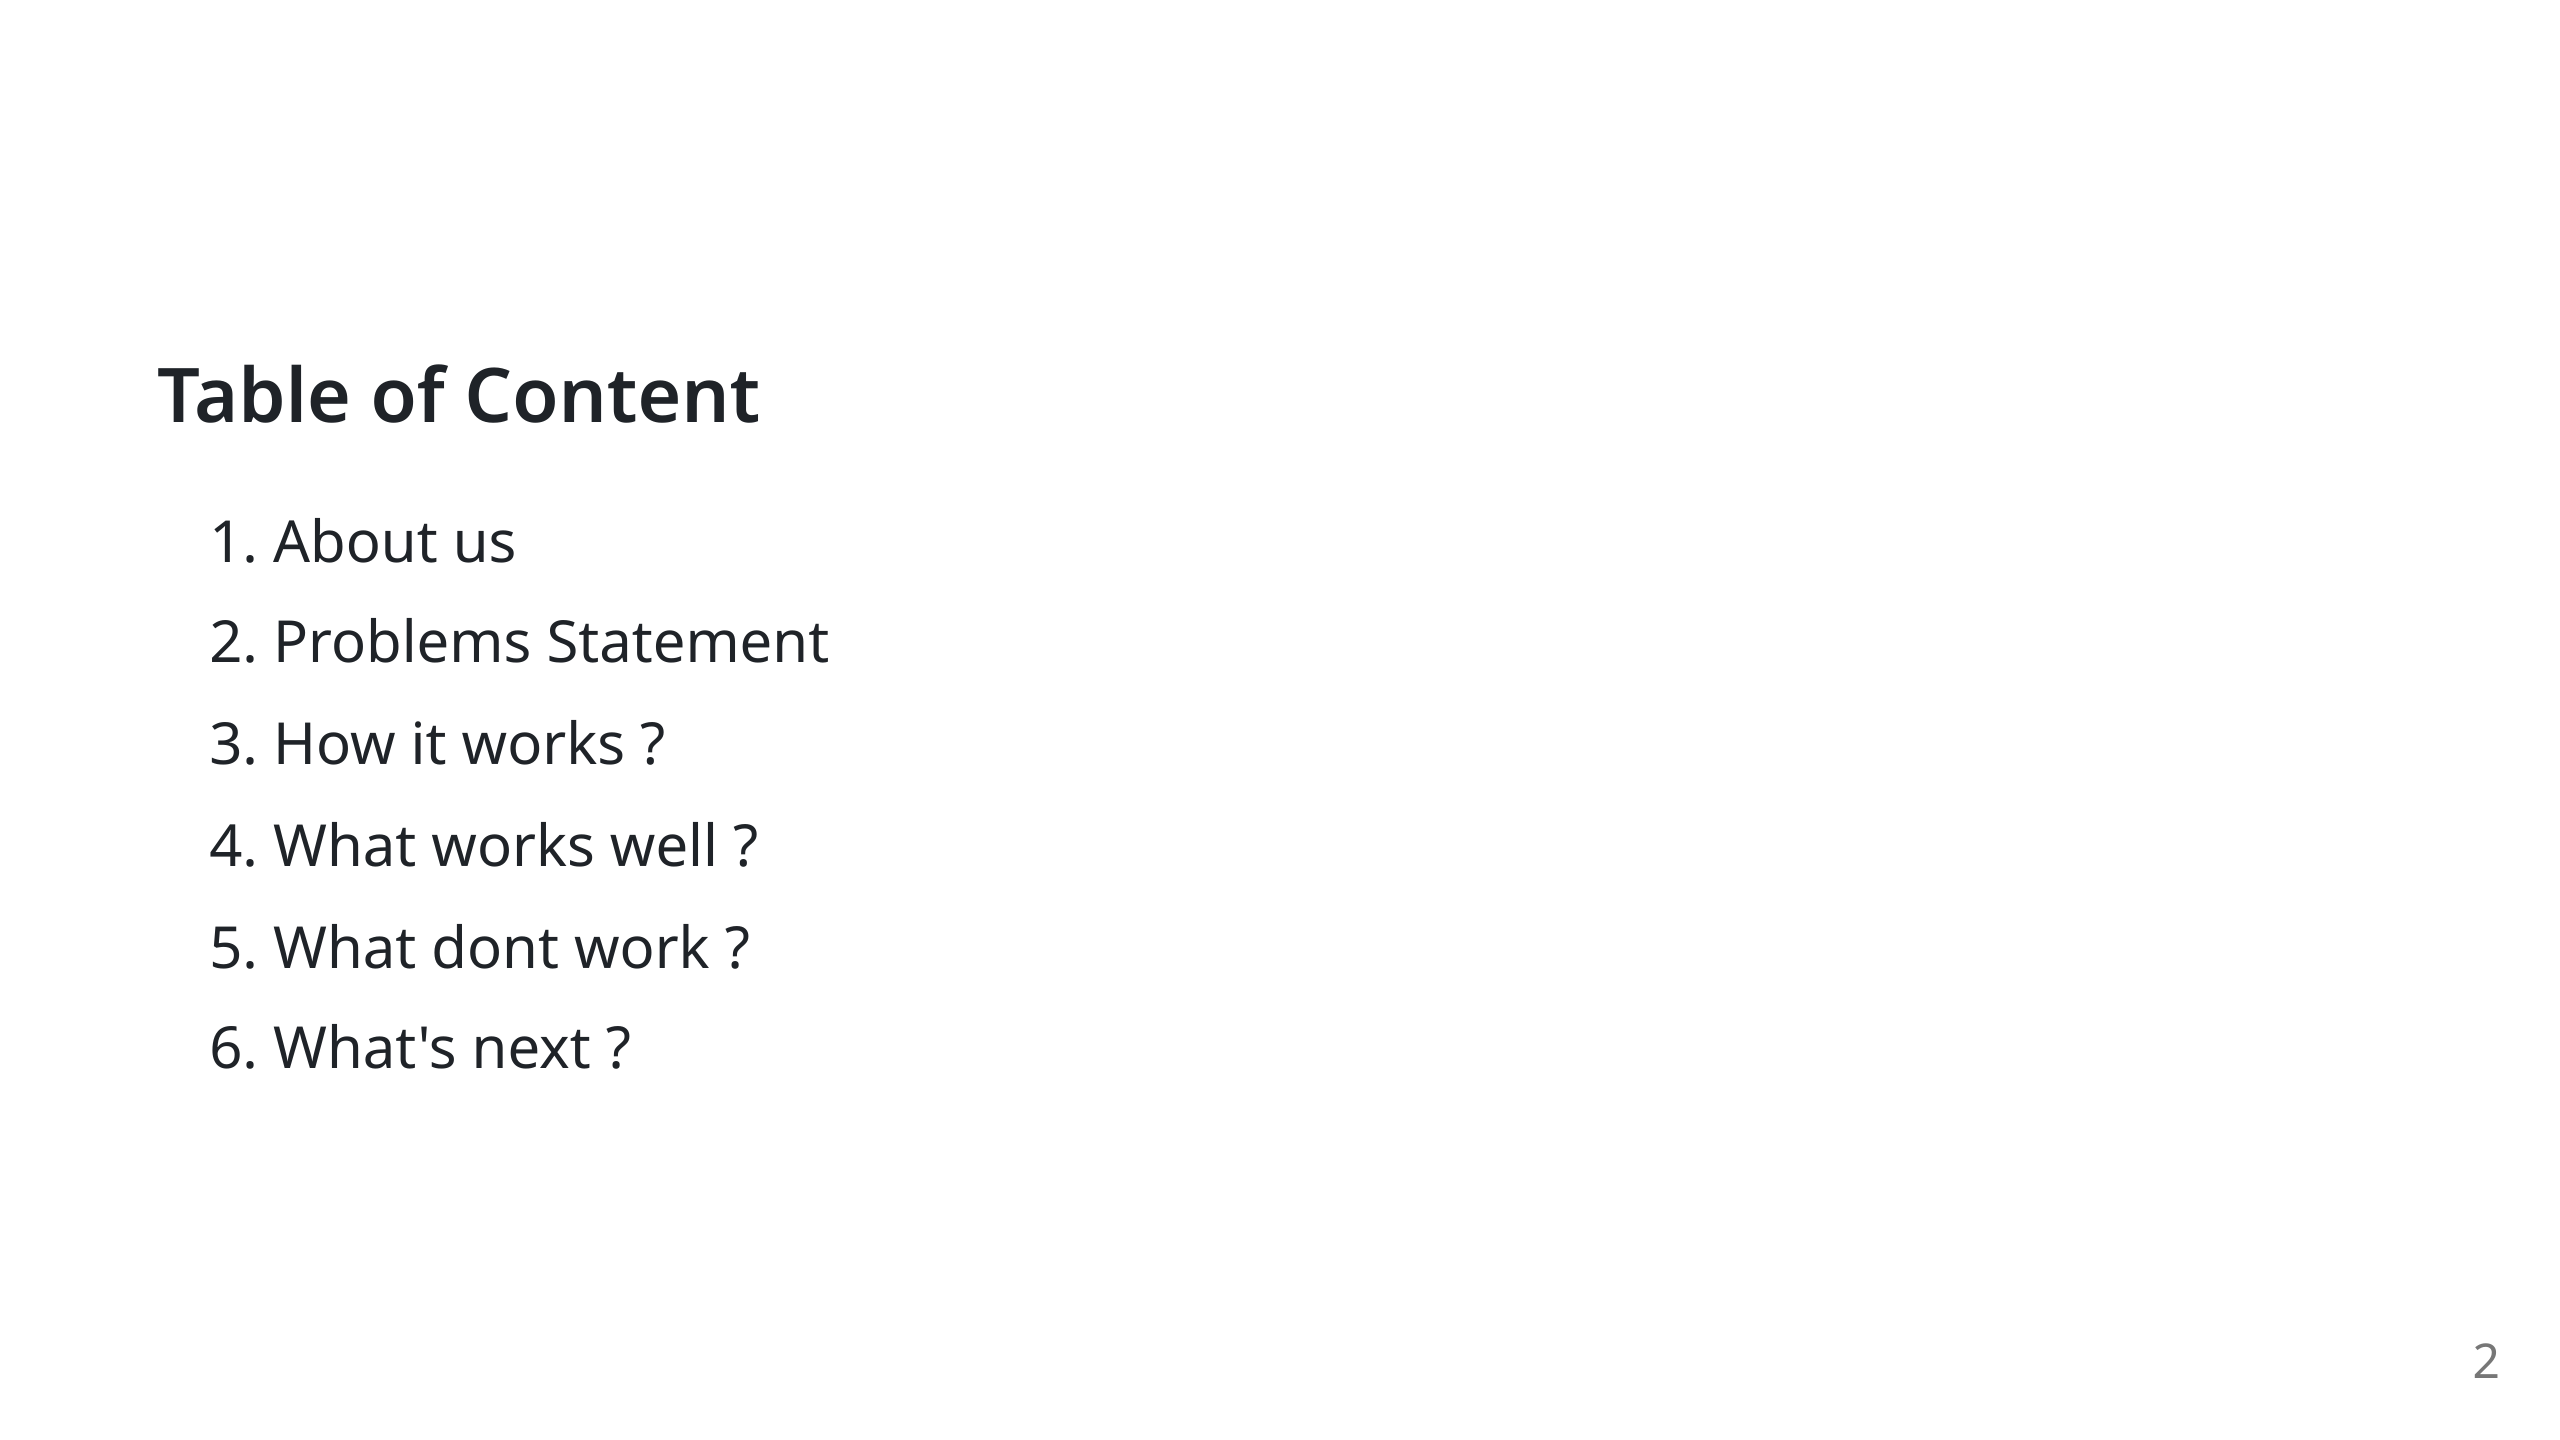 Table of Content
1. About us
2. Problems Statement
3. How it works ?
4. What works well ?
5. What dont work ?
6. What's next ?
2